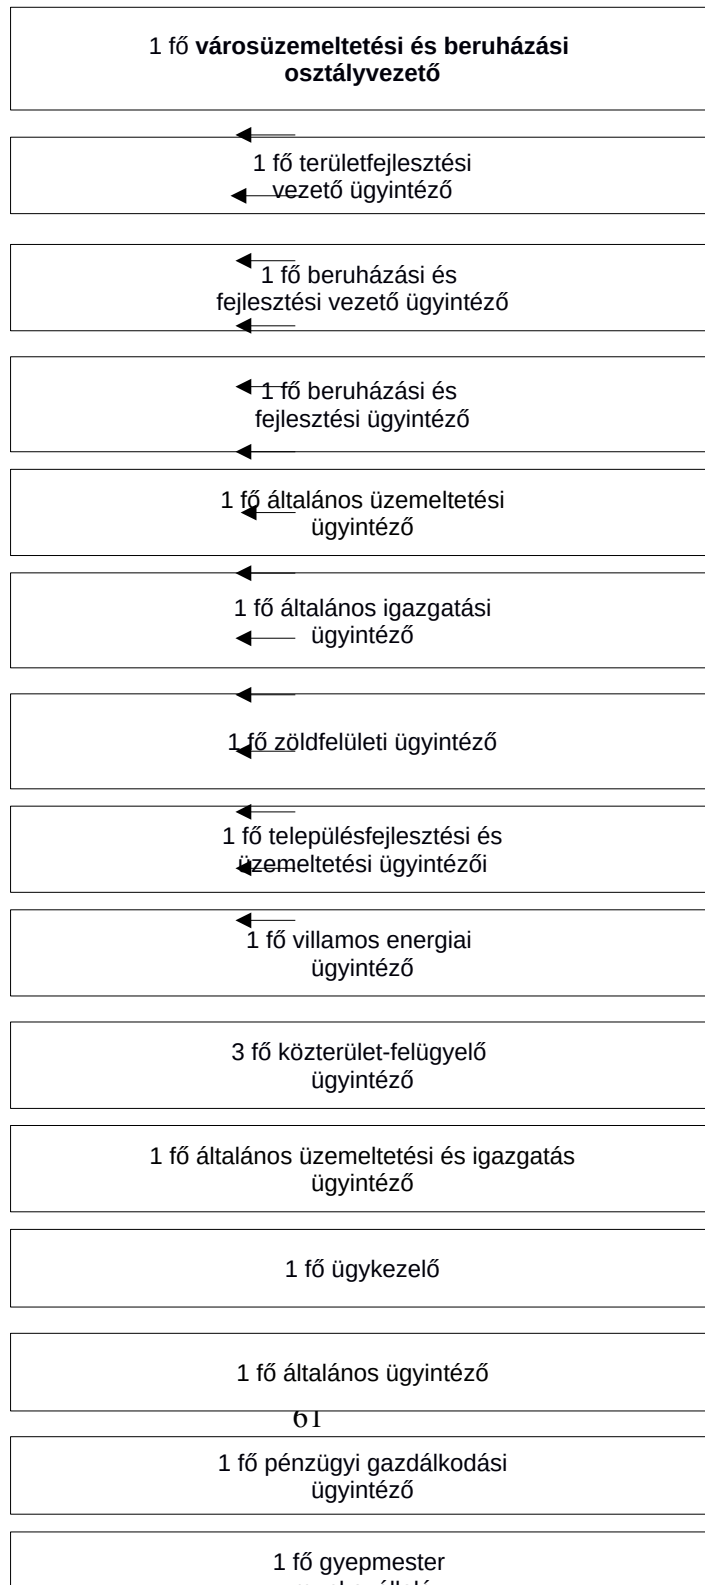 1 fő városüzemeltetési és beruházási
osztályvezető
1 fő területfejlesztési
vezető ügyintéző
1 fő beruházási és
fejlesztési vezető ügyintéző
1 fő beruházási és
fejlesztési ügyintéző
1 fő általános üzemeltetési
ügyintéző
1 fő általános igazgatási
ügyintéző
1 fő zöldfelületi ügyintéző
1 fő településfejlesztési és
üzemeltetési ügyintézői
1 fő villamos energiai
ügyintéző
3 fő közterület-felügyelő
ügyintéző
1 fő általános üzemeltetési és igazgatás
ügyintéző
1 fő ügykezelő
1 fő általános ügyintéző
61
1 fő pénzügyi gazdálkodási
ügyintéző
1 fő gyepmester